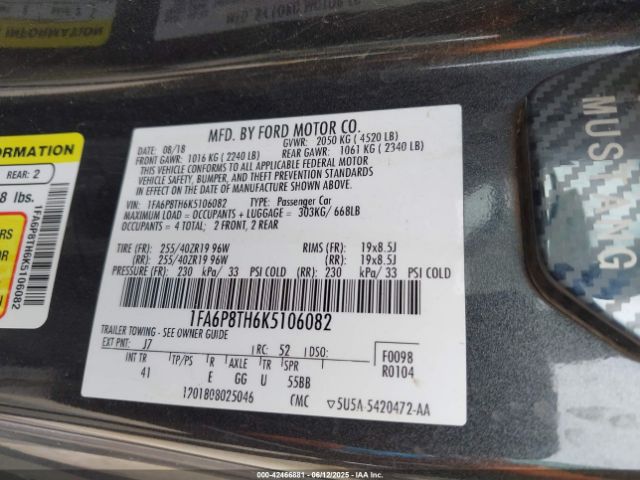 MFD. BY FORD MOTOR CO.
DATE: 08/18 GVWR: 2050 KG (4520 LB)
FRONT GAWR: 1016 KG (2240 LB) REAR GAWR: 1061 KG (2340 LB)
THIS VEHICLE CONFORMS TO ALL APPLICABLE FEDERAL MOTOR
VEHICLE SAFETY, BUMPER, AND THEFT PREVENTION STANDARDS
IN EFFECT ON THE DATE OF MANUFACTURE SHOWN ABOVE.
VIN: 1FA6P8TH6K5106082 TYPE: Passenger Car
MAXIMUM LOAD = OCCUPANTS + LUGGAGE = 303KG/ 668LB
OCCUPANTS = 4 TOTAL; 2 FRONT, 2 REAR
TIRE (FR): 255/40ZR19 96W RIMS (FR): 19x8.5J
(RR): 255/40ZR19 96W (RR): 19x8.5J
PRESSURE (FR): 230 kPa/ 33 PSI COLD (RR): 230 kPa/ 33 PSI COLD
1FA6P8TH6K5106082
TRAILER TOWING - SEE OWNER GUIDE
EXT PNT: J7 RC: 52 DSO: F0098
INT TR TP/PS R AXLE TR SPR R0104
41 E GG U 55BB
1201808025046 CMC ▽5U5A-5420472-AA
ORMATION
REAR: 2
8 lbs.
ERS
1FA6P8TH6K5106082
MUSTANG
INFORMATION
© IAA 000-42466881 - 06/12/2025 - IAAI.COM